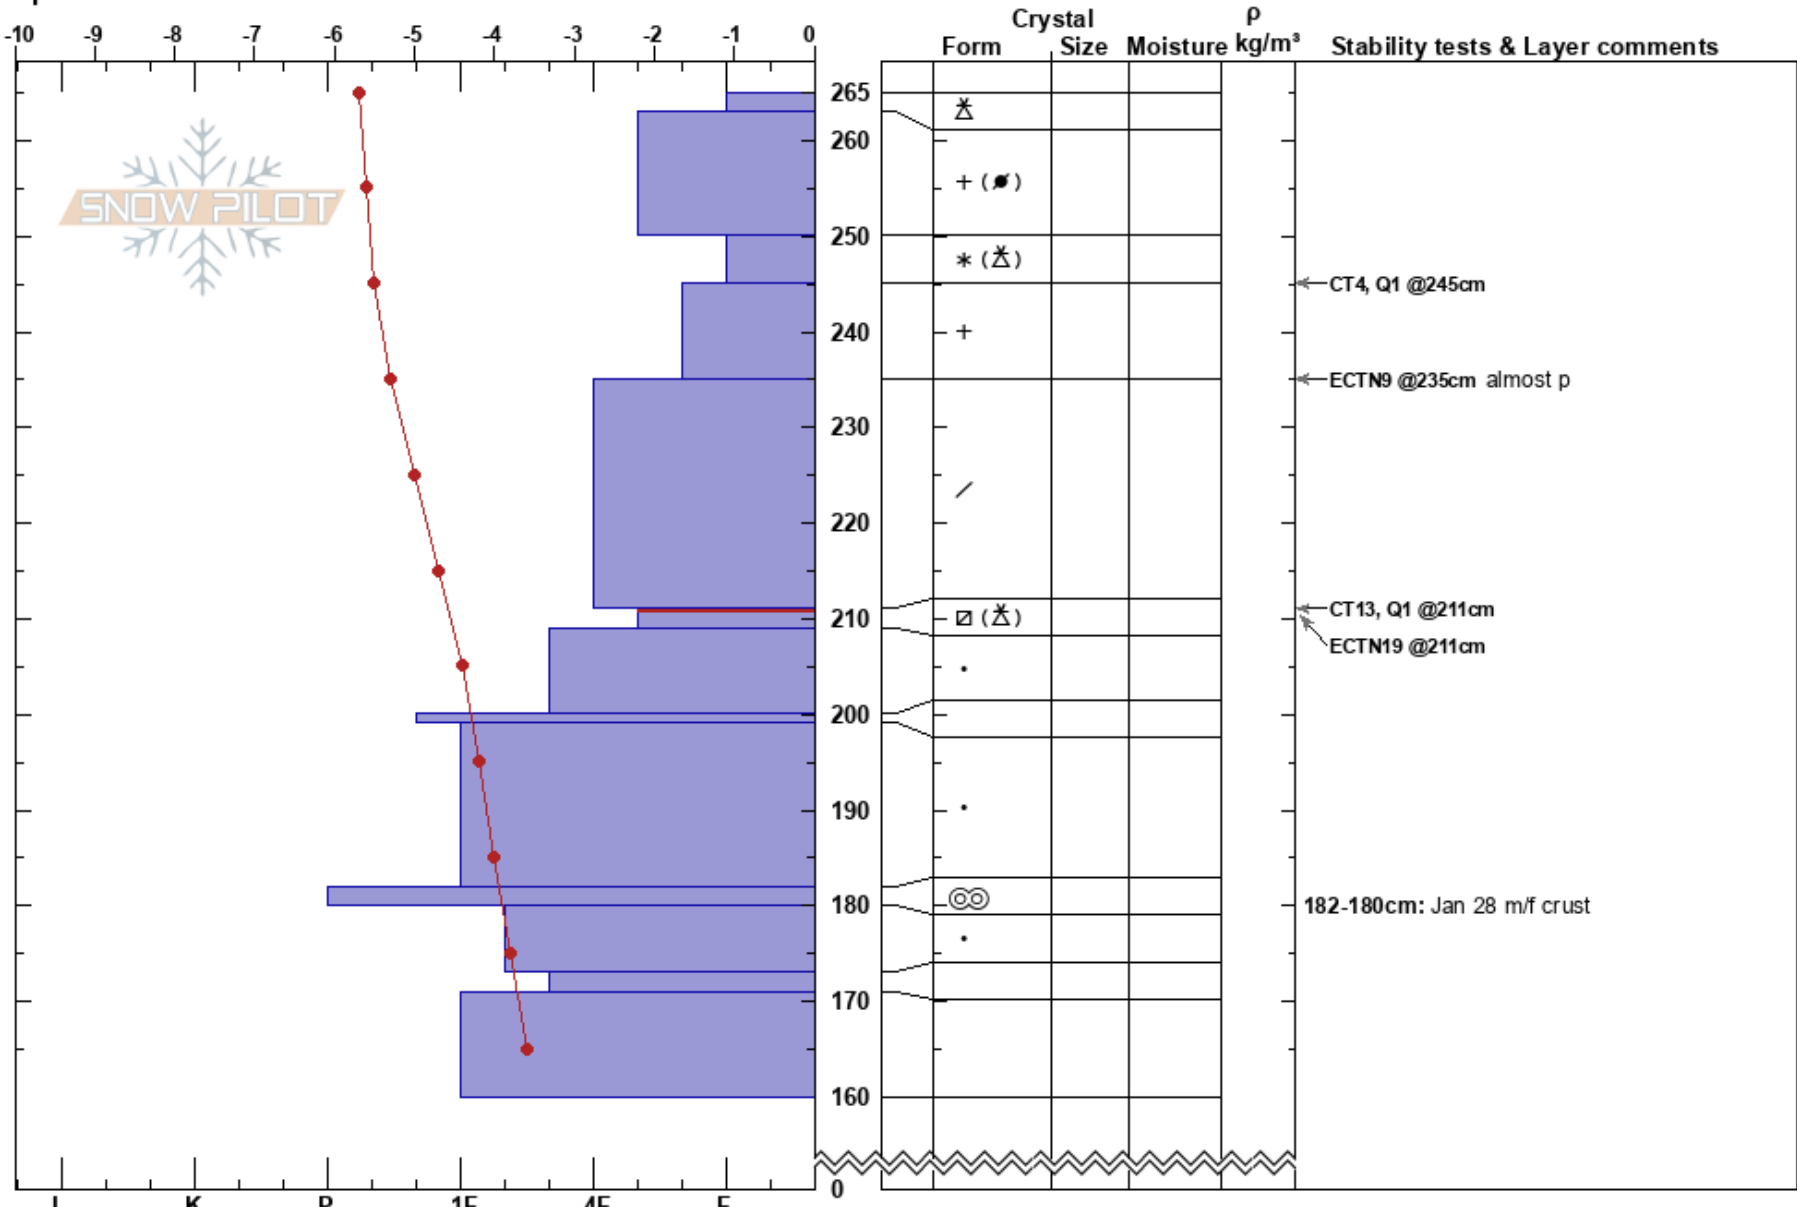 Crystal ρ
-10 -9 -8 -7 -6 -5 -4 -3 -2 -1 0
Form Size Moisture kg/m³ Stability tests & Layer comments
265
260
SNOW PILOT
+ ( )
250
* ( )
CT4, Q1 @245cm
240
+
ECTN9 @235cm almost p
230
/
220
CT13, Q1 @211cm
210
( )
ECTN19 @211cm
200
190
180
182-180cm: Jan 28 m/f crust
170
160
0
I K P 1F 4F F